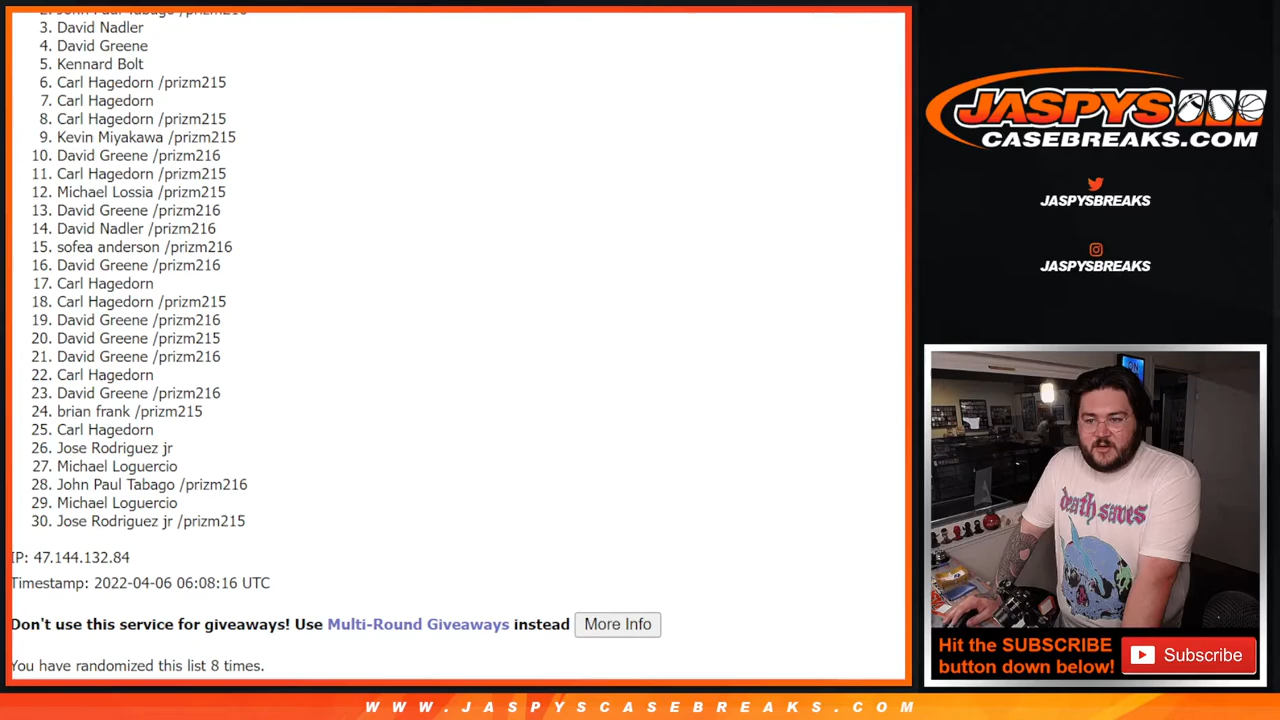 2. John Paul Tabago /prizm216
3. David Nadler
4. David Greene
5. Kennard Bolt
6. Carl Hagedorn /prizm215
7. Carl Hagedorn
8. Carl Hagedorn /prizm215
9. Kevin Miyakawa /prizm215
10. David Greene /prizm216
11. Carl Hagedorn /prizm215
12. Michael Lossia /prizm215
13. David Greene /prizm216
14. David Nadler /prizm216
15. sofea anderson /prizm216
16. David Greene /prizm216
17. Carl Hagedorn
18. Carl Hagedorn /prizm215
19. David Greene /prizm216
20. David Greene /prizm215
21. David Greene /prizm216
22. Carl Hagedorn
23. David Greene /prizm216
24. brian frank /prizm215
25. Carl Hagedorn
26. Jose Rodriguez jr
27. Michael Loguercio
28. John Paul Tabago /prizm216
29. Michael Loguercio
30. Jose Rodriguez jr /prizm215
IP: 47.144.132.84
Timestamp: 2022-04-06 06:08:16 UTC
Don't use this service for giveaways! Use Multi-Round Giveaways instead More Info
You have randomized this list 8 times.
JASPYS
CASEBREAKS.COM
JASPYSBREAKS
JASPYSBREAKS
death saves
Hit the SUBSCRIBE
button down below!
Subscribe
WWW.JASPYSCASEBREAKS.COM